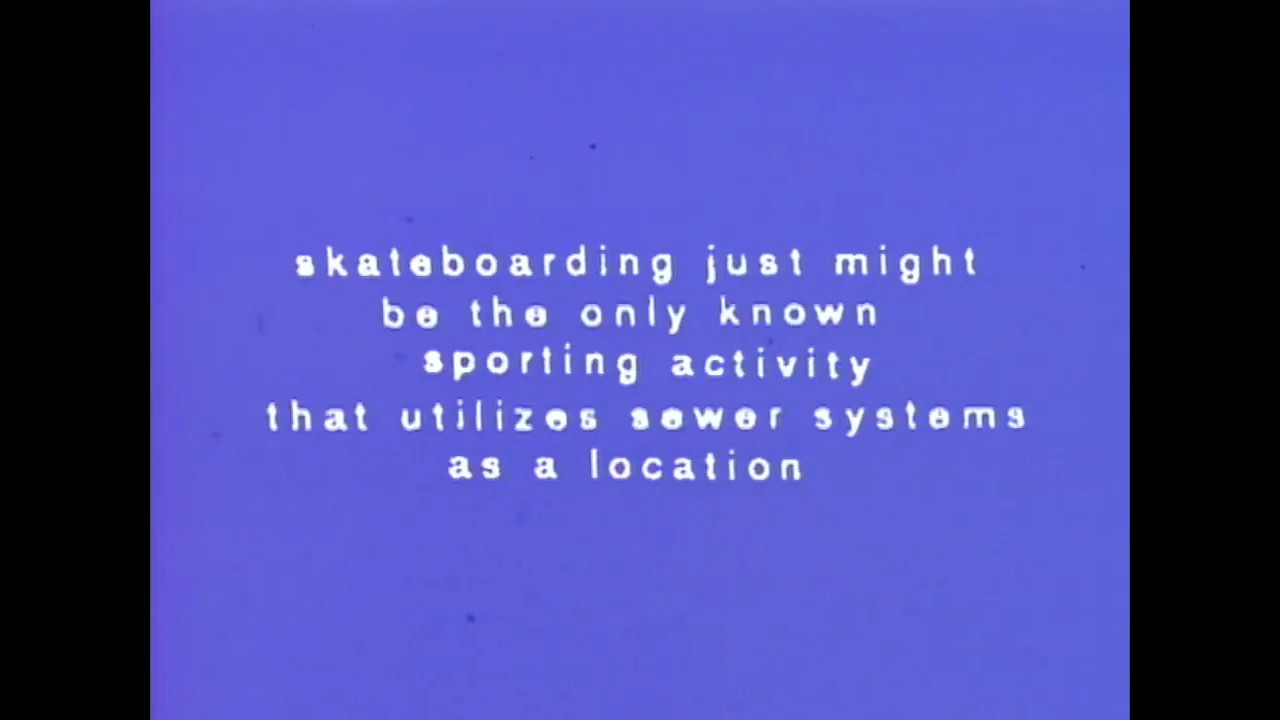 skateboarding just might
be the only known
sporting activity
that utilizes sewer systems
as a location